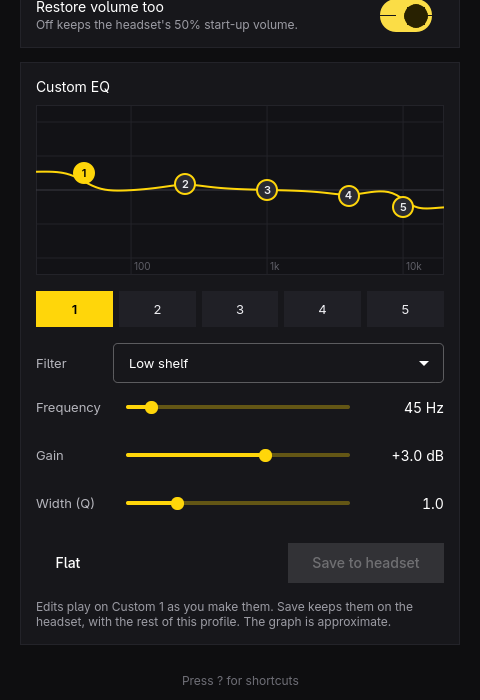 Restore volume too
Off keeps the headset's 50% start-up volume.
Custom EQ
1
2
3
4
5
100
1k
10k
1 2 3 4 5
Filter Low shelf
Frequency 45 Hz
Gain +3.0 dB
Width (Q) 1.0
Flat Save to headset
Edits play on Custom 1 as you make them. Save keeps them on the
headset, with the rest of this profile. The graph is approximate.
Press ? for shortcuts